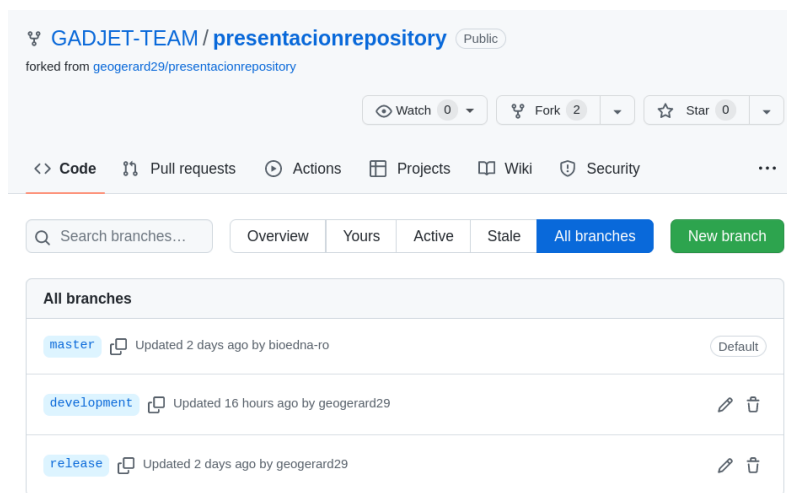 GADJET-TEAM / presentacionrepository Public
forked from geogerard29/presentacionrepository
Watch 0 Fork 2 Star 0
Code Pull requests Actions Projects Wiki Security
Search branches... Overview Yours Active Stale All branches New branch
All branches
master Updated 2 days ago by bioedna-ro Default
development Updated 16 hours ago by geogerard29
release Updated 2 days ago by geogerard29